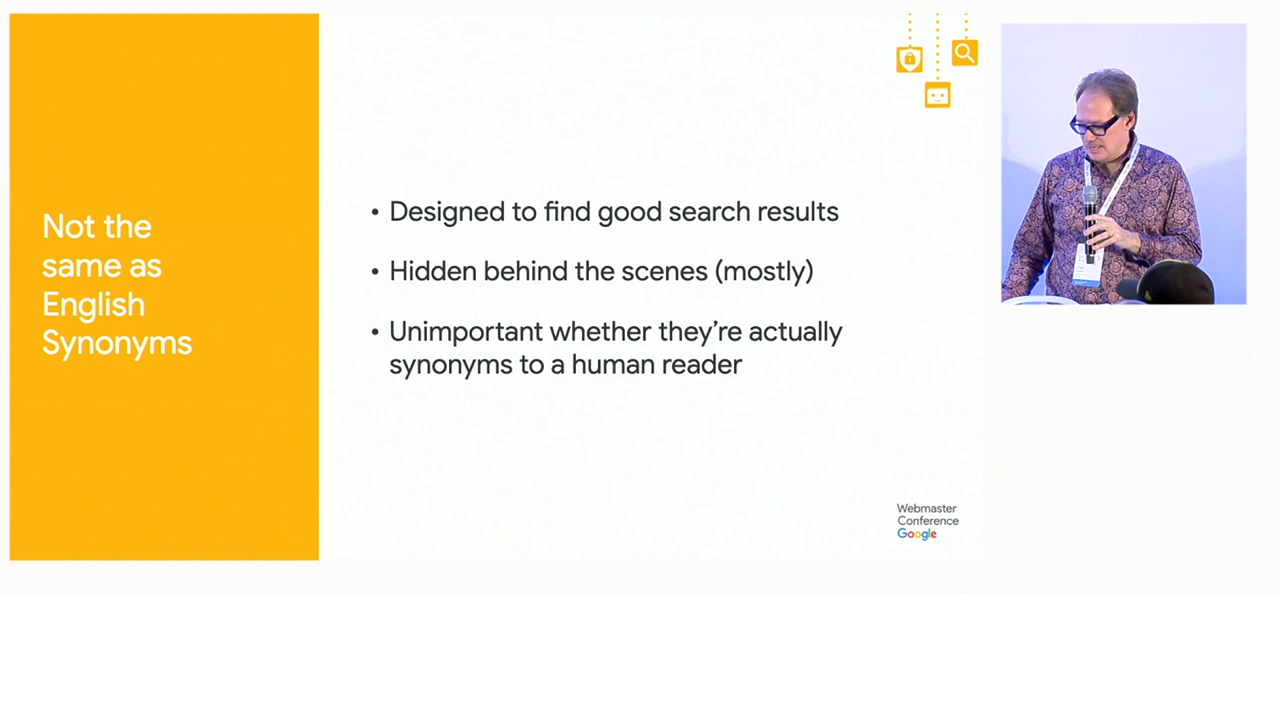 Not the
same as
English
Synonyms
• Designed to find good search results
• Hidden behind the scenes (mostly)
• Unimportant whether they're actually
synonyms to a human reader
Webmaster
Conference
Google